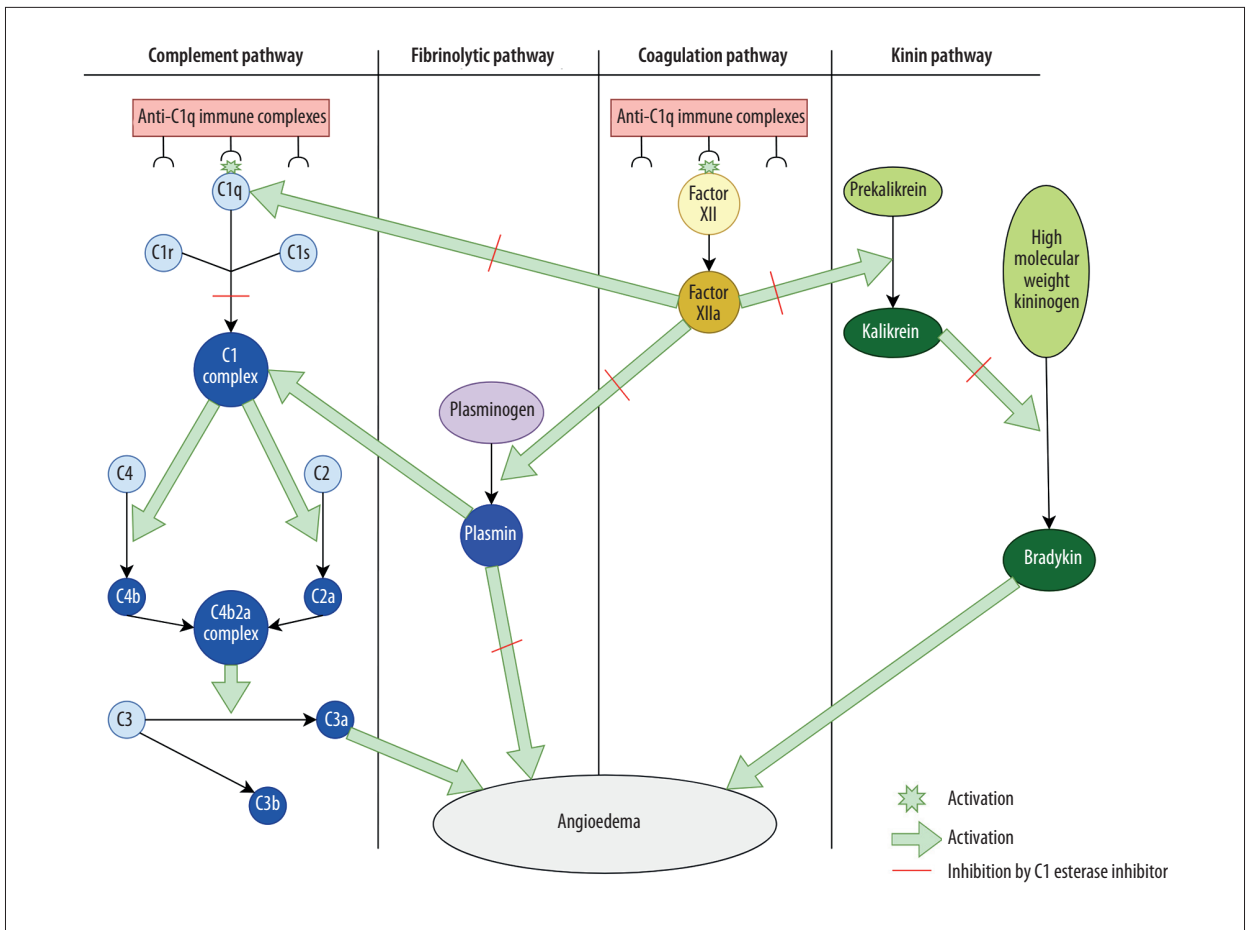 Complement pathway
Fibrinolytic pathway
Coagulation pathway
Kinin pathway
Anti-C1q immune complexes
Anti-C1q immune complexes
C1q
Factor
XII
Prekalikrein
C1r
C1s
High
molecular
weight
kininogen
Factor
XIIa
Kalikrein
C1
complex
Plasminogen
C4
C2
Plasmin
Bradykin
C4b
C4b2a
complex
C2a
C3
C3a
C3b
Angioedema
Activation
Activation
Inhibition by C1 esterase inhibitor